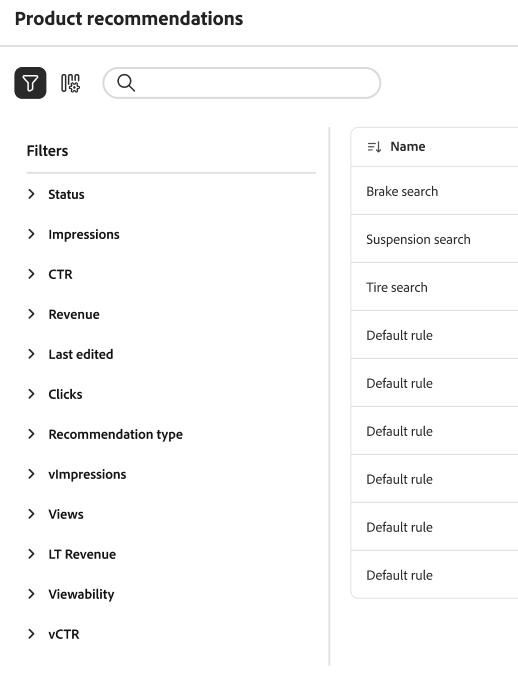 Product recommendations
Filters
Status
Impressions
CTR
Revenue
Last edited
Clicks
Recommendation type
vImpressions
Views
LT Revenue
Viewability
vCTR
Name
Brake search
Suspension search
Tire search
Default rule
Default rule
Default rule
Default rule
Default rule
Default rule